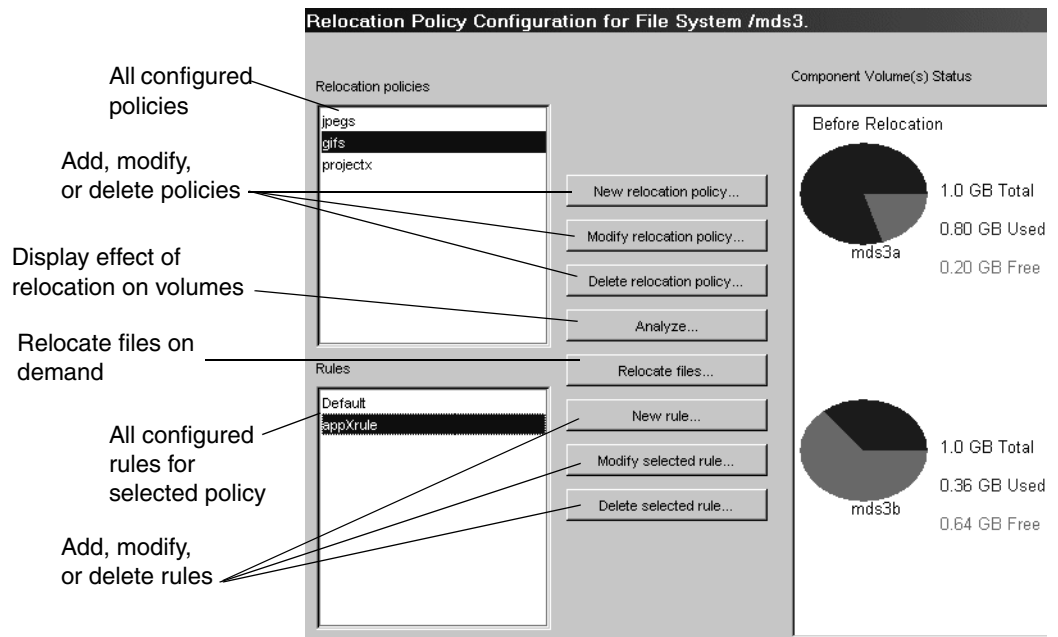 Relocation Policy Configuration for File System /mds3.
All configured
policies
Add, modify,
or delete policies
Display effect of
relocation on volumes
Relocate files on
demand
All configured
rules for
selected policy
Add, modify,
or delete rules
Relocation policies
jpegs
gifs
projectx
Rules
Default
appXrule
New relocation policy...
Modify relocation policy...
Delete relocation policy...
Analyze...
Relocate files...
New rule...
Modify selected rule...
Delete selected rule...
Component Volume(s) Status
Before Relocation
1.0 GB Total
0.80 GB Used
0.20 GB Free
mds3a
1.0 GB Total
0.36 GB Used
0.64 GB Free
mds3b